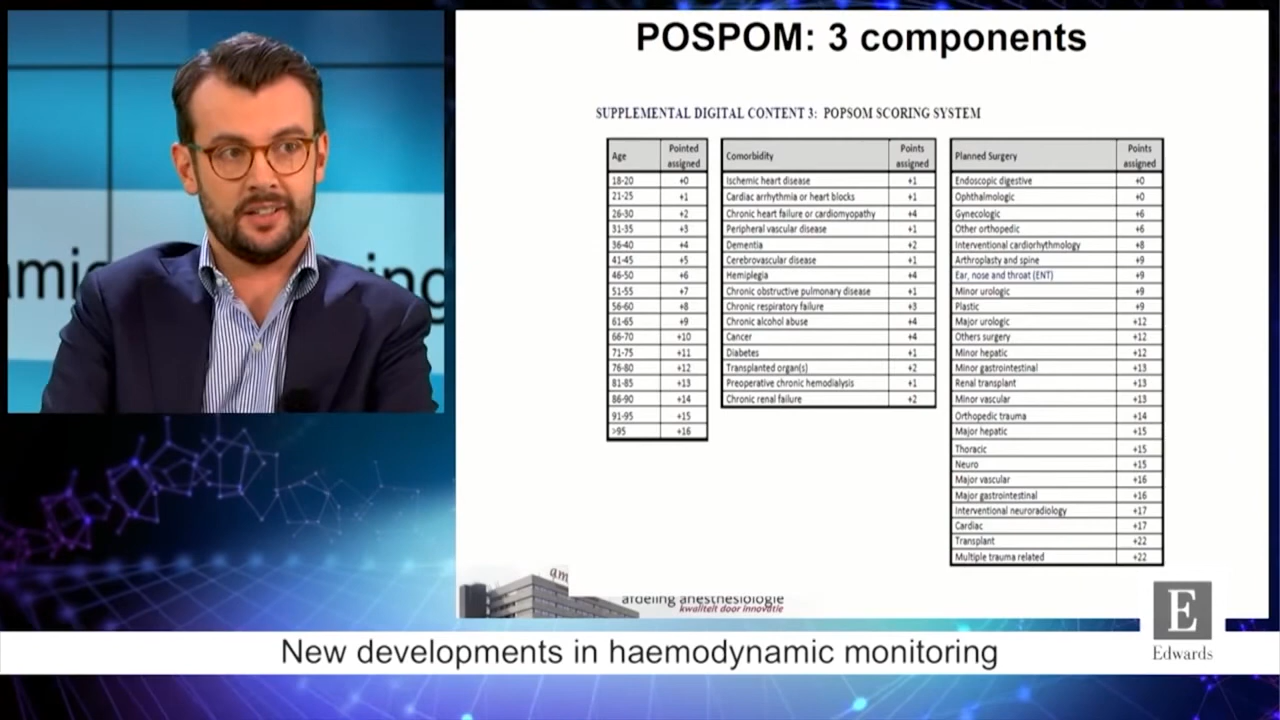 POSPOM: 3 components
SUPPLEMENTAL DIGITAL CONTENT 3: POPSOM SCORING SYSTEM
Age Pointed assigned
18-20 +0
21-25 +1
26-30 +2
31-35 +3
36-40 +4
41-45 +5
46-50 +6
51-55 +7
56-60 +8
61-65 +9
66-70 +10
71-75 +11
76-80 +12
81-85 +13
86-90 +14
91-95 +15
>95 +16
Comorbidity Points assigned
Ischemic heart disease +1
Cardiac arrhythmia or heart blocks +1
Chronic heart failure or cardiomyopathy +4
Peripheral vascular disease +1
Dementia +2
Cerebrovascular disease +1
Hemiplegia +4
Chronic obstructive pulmonary disease +1
Chronic respiratory failure +3
Chronic alcohol abuse +4
Cancer +4
Diabetes +1
Transplanted organ(s) +2
Preoperative chronic hemodialysis +1
Chronic renal failure +2
Planned Surgery Points assigned
Endoscopic digestive +0
Ophthalmologic +0
Gynecologic +6
Other orthopedic +6
Interventional cardiorhythmology +8
Arthroplasty and spine +9
Ear, nose and throat (ENT) +9
Minor urologic +9
Plastic +9
Major urologic +12
Others surgery +12
Minor hepatic +12
Minor gastrointestinal +13
Renal transplant +13
Minor vascular +13
Orthopedic trauma +14
Major hepatic +15
Thoracic +15
Neuro +15
Major vascular +16
Major gastrointestinal +16
Interventional neuroradiology +17
Cardiac +17
Transplant +22
Multiple trauma related +22
am
afdeling anesthesiologie
kwaliteit door innovatie
ami
ing
E
Edwards
New developments in haemodynamic monitoring